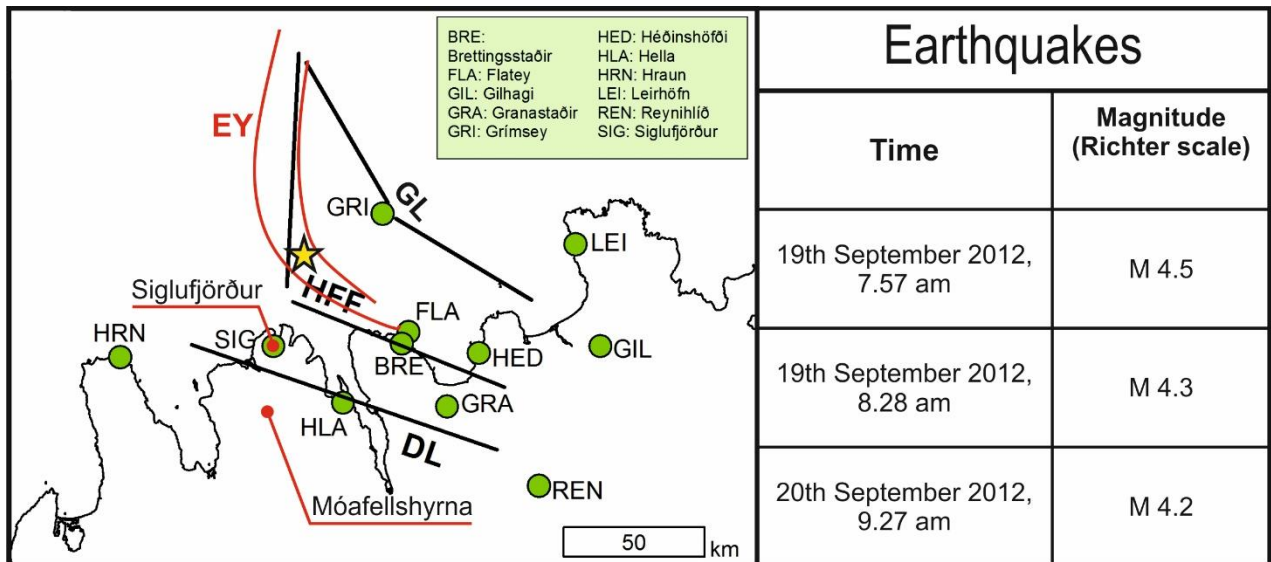 BRE:
Brettingsstaðir
FLA: Flatey
GIL: Gilhagi
GRA: Granastaðir
GRI: Grímsey
HED: Héðinshöfði
HLA: Hella
HRN: Hraun
LEI: Leirhöfn
REN: Reynihlíð
SIG: Siglufjörður
EY
GL
GRI
LEI
Siglufjörður
HFF
FLA
HRN
SIG
BRE
HED
GIL
GRA
HLA
DL
REN
Móafellshyrna
50
km
Earthquakes
Time
Magnitude
(Richter scale)
19th September 2012,
7.57 am
M 4.5
19th September 2012,
8.28 am
M 4.3
20th September 2012,
9.27 am
M 4.2